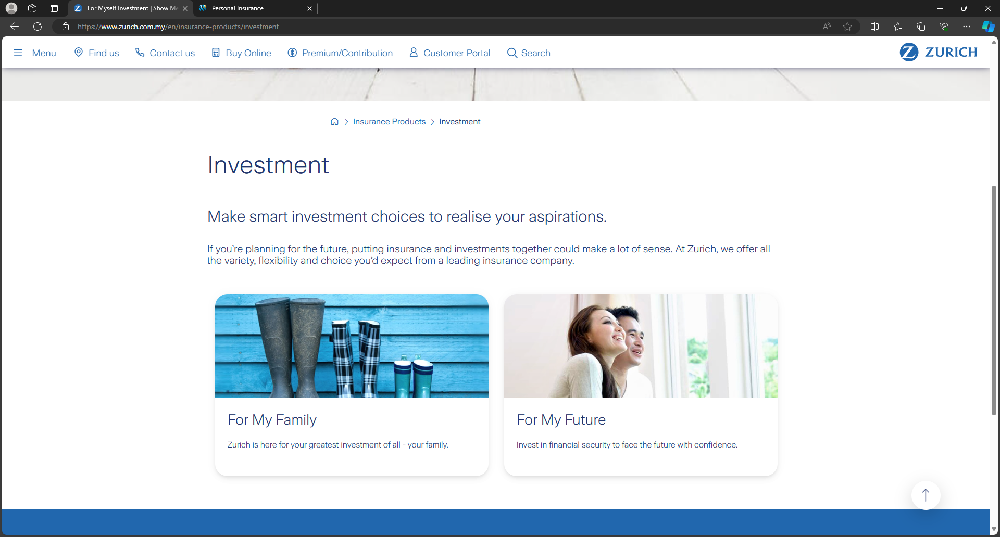 For Myself Investment | Show Me
Personal Insurance
https://www.zurich.com.my/en/insurance-products/investment
Menu
Find us
Contact us
Buy Online
Premium/Contribution
Customer Portal
Search
ZURICH
Insurance Products
Investment
Investment
Make smart investment choices to realise your aspirations.
If you’re planning for the future, putting insurance and investments together could make a lot of sense. At Zurich, we offer all
the variety, flexibility and choice you’d expect from a leading insurance company.
For My Family
Zurich is here for your greatest investment of all - your family.
For My Future
Invest in financial security to face the future with confidence.